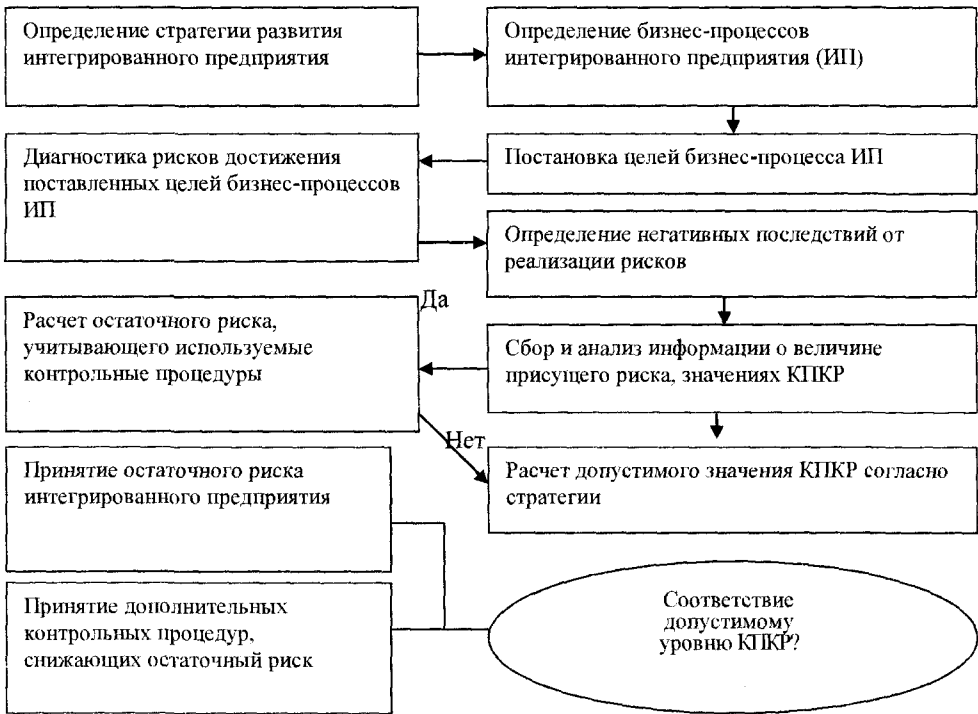 Определение стратегии развития
интегрированного предприятия
Определение бизнес-процессов
интегрированного предприятия (ИП)
Диагностика рисков достижения
поставленных целей бизнес-процессов
ИП
Постановка целей бизнес-процесса ИП
Определение негативных последствий от
реализации рисков
Да
Расчет остаточного риска,
учитывающего используемые
контрольные процедуры
Сбор и анализ информации о величине
присущего риска, значениях КПКР
Нет
Принятие остаточного риска
интегрированного предприятия
Расчет допустимого значения КПКР согласно
стратегии
Принятие дополнительных
контрольных процедур,
снижающих остаточный риск
Соответствие
допустимому
уровню КПКР?